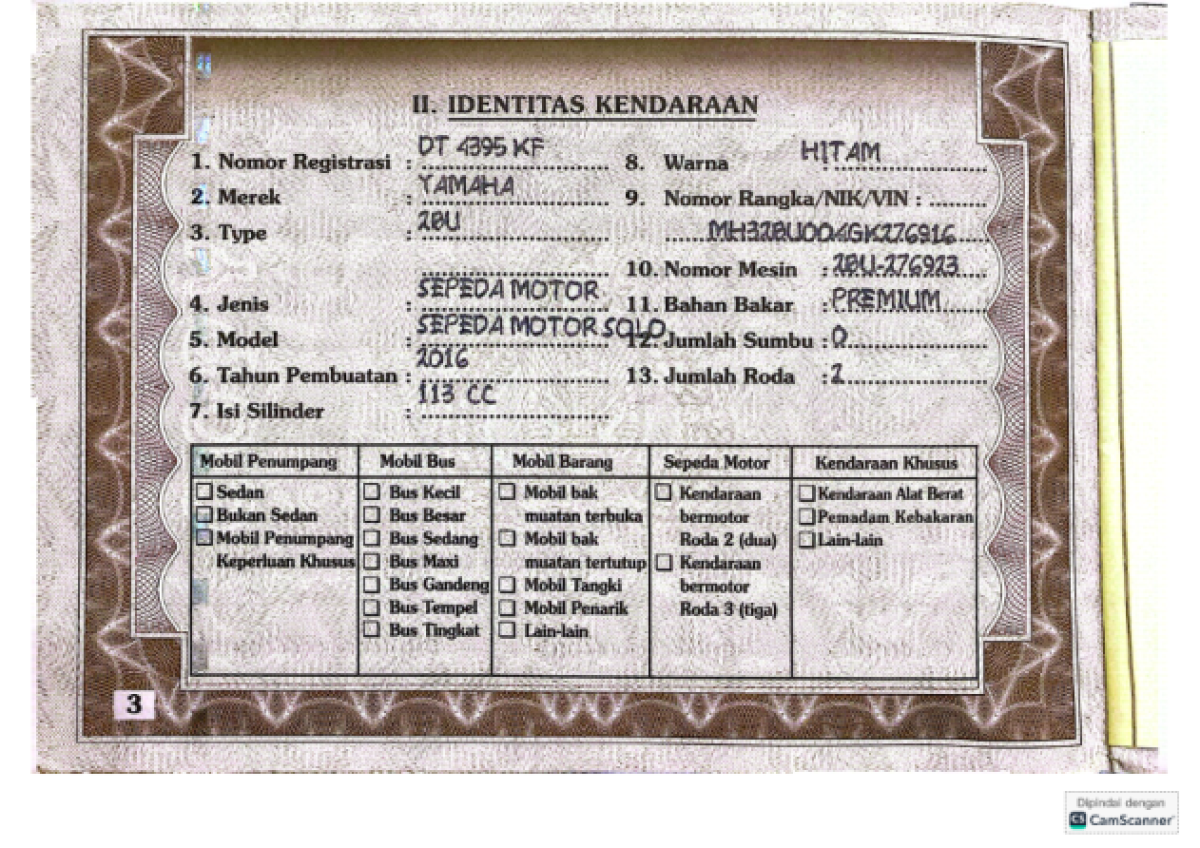 II. IDENTITAS KENDARAAN
1. Nomor Registrasi : DT 4395 KF
2. Merek : YAMAHA
3. Type : 2BU
4. Jenis : SEPEDA MOTOR
5. Model : SEPEDA MOTOR SOLO
6. Tahun Pembuatan : 2016
7. Isi Silinder : 113 CC
8. Warna : HITAM
9. Nomor Rangka/NIK/VIN :
MH32BU004GK276916
10. Nomor Mesin : 2BU-276923
11. Bahan Bakar : PREMIUM
12. Jumlah Sumbu : 0
13. Jumlah Roda : 2
Mobil Penumpang
Sedan
Bukan Sedan
Mobil Penumpang
Keperluan Khusus
Mobil Bus
Bus Kecil
Bus Besar
Bus Sedang
Bus Maxi
Bus Gandeng
Bus Tempel
Bus Tingkat
Mobil Barang
Mobil bak
muatan terbuka
Mobil bak
muatan tertutup
Mobil Tangki
Mobil Penarik
Lain-lain
Sepeda Motor
Kendaraan
bermotor
Roda 2 (dua)
Kendaraan
bermotor
Roda 3 (tiga)
Kendaraan Khusus
Kendaraan Alat Berat
Pemadam Kebakaran
Lain-lain
3
Dipindai dengan
CS CamScanner